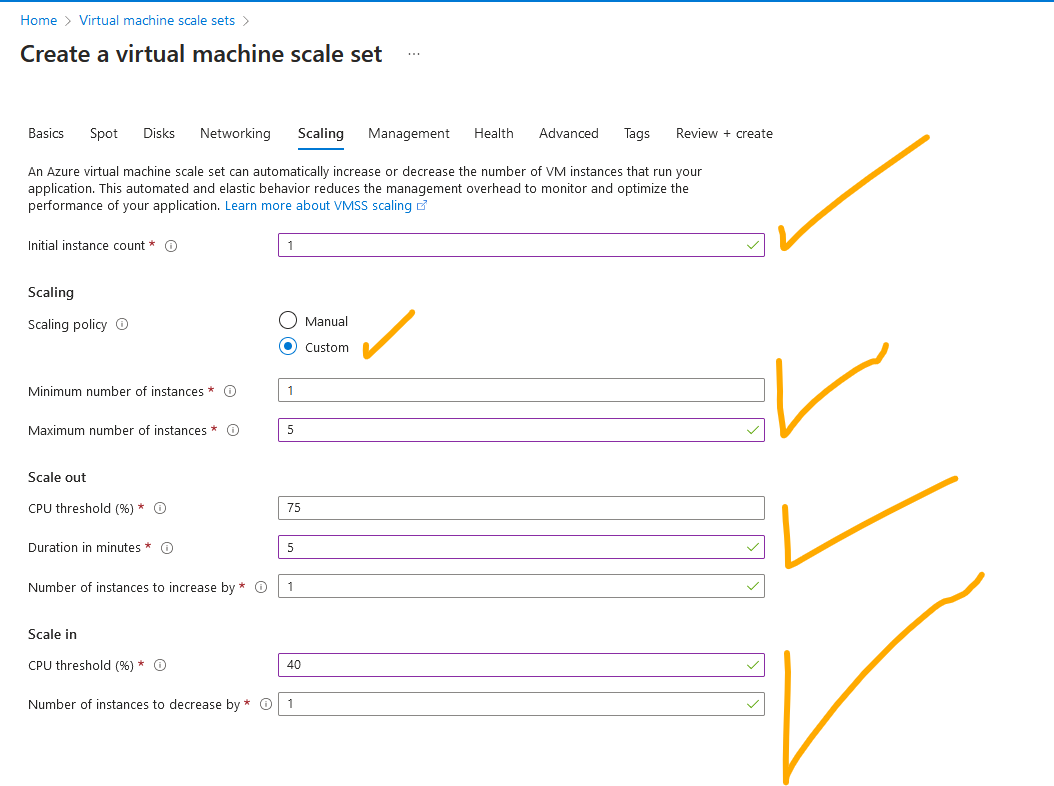 Home > Virtual machine scale sets >
Create a virtual machine scale set ...
Basics Spot Disks Networking Scaling Management Health Advanced Tags Review + create
An Azure virtual machine scale set can automatically increase or decrease the number of VM instances that run your
application. This automated and elastic behavior reduces the management overhead to monitor and optimize the
performance of your application. Learn more about VMSS scaling
Initial instance count * 1
Scaling
Scaling policy Manual
Custom
Minimum number of instances * 1
Maximum number of instances * 5
Scale out
CPU threshold (%) * 75
Duration in minutes * 5
Number of instances to increase by * 1
Scale in
CPU threshold (%) * 40
Number of instances to decrease by * 1